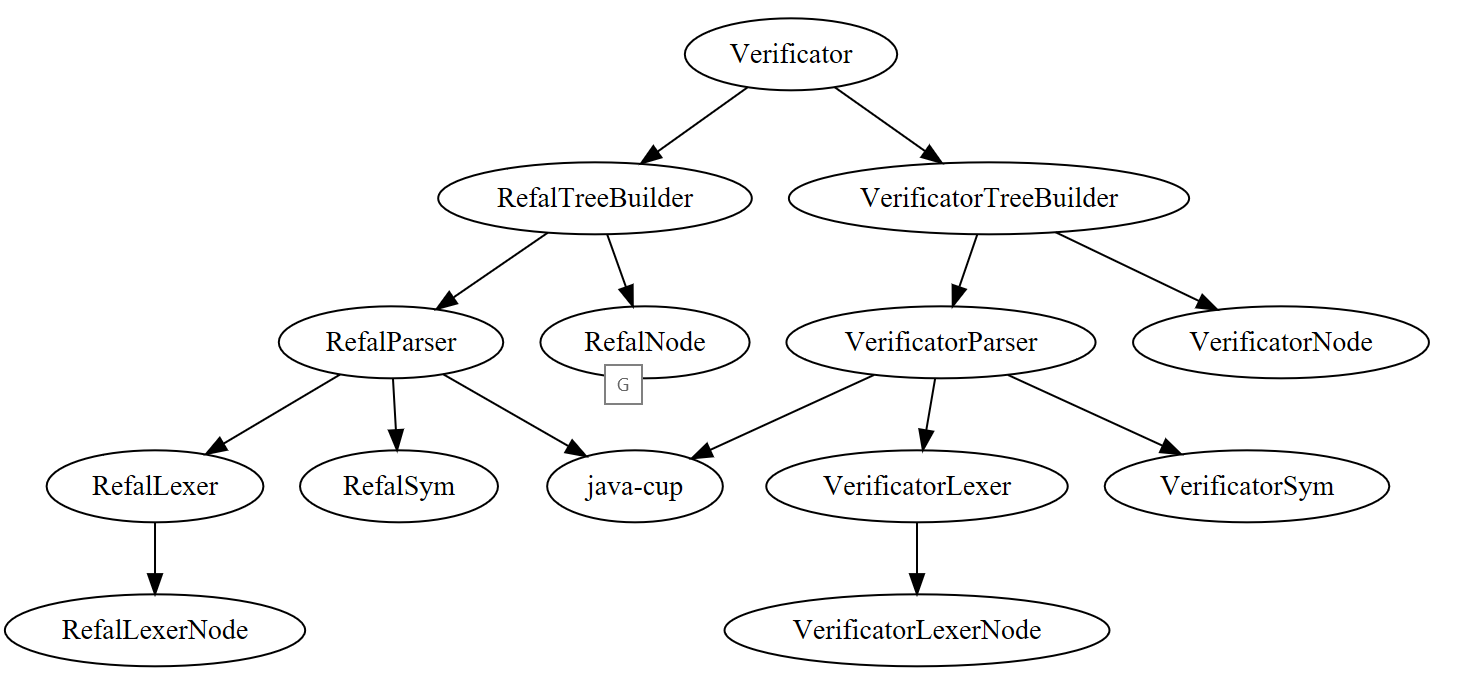 Verificator
RefalTreeBuilder
VerificatorTreeBuilder
RefalParser
RefalNode
VerificatorParser
VerificatorNode
G
RefalLexer
RefalSym
java-cup
VerificatorLexer
VerificatorSym
RefalLexerNode
VerificatorLexerNode